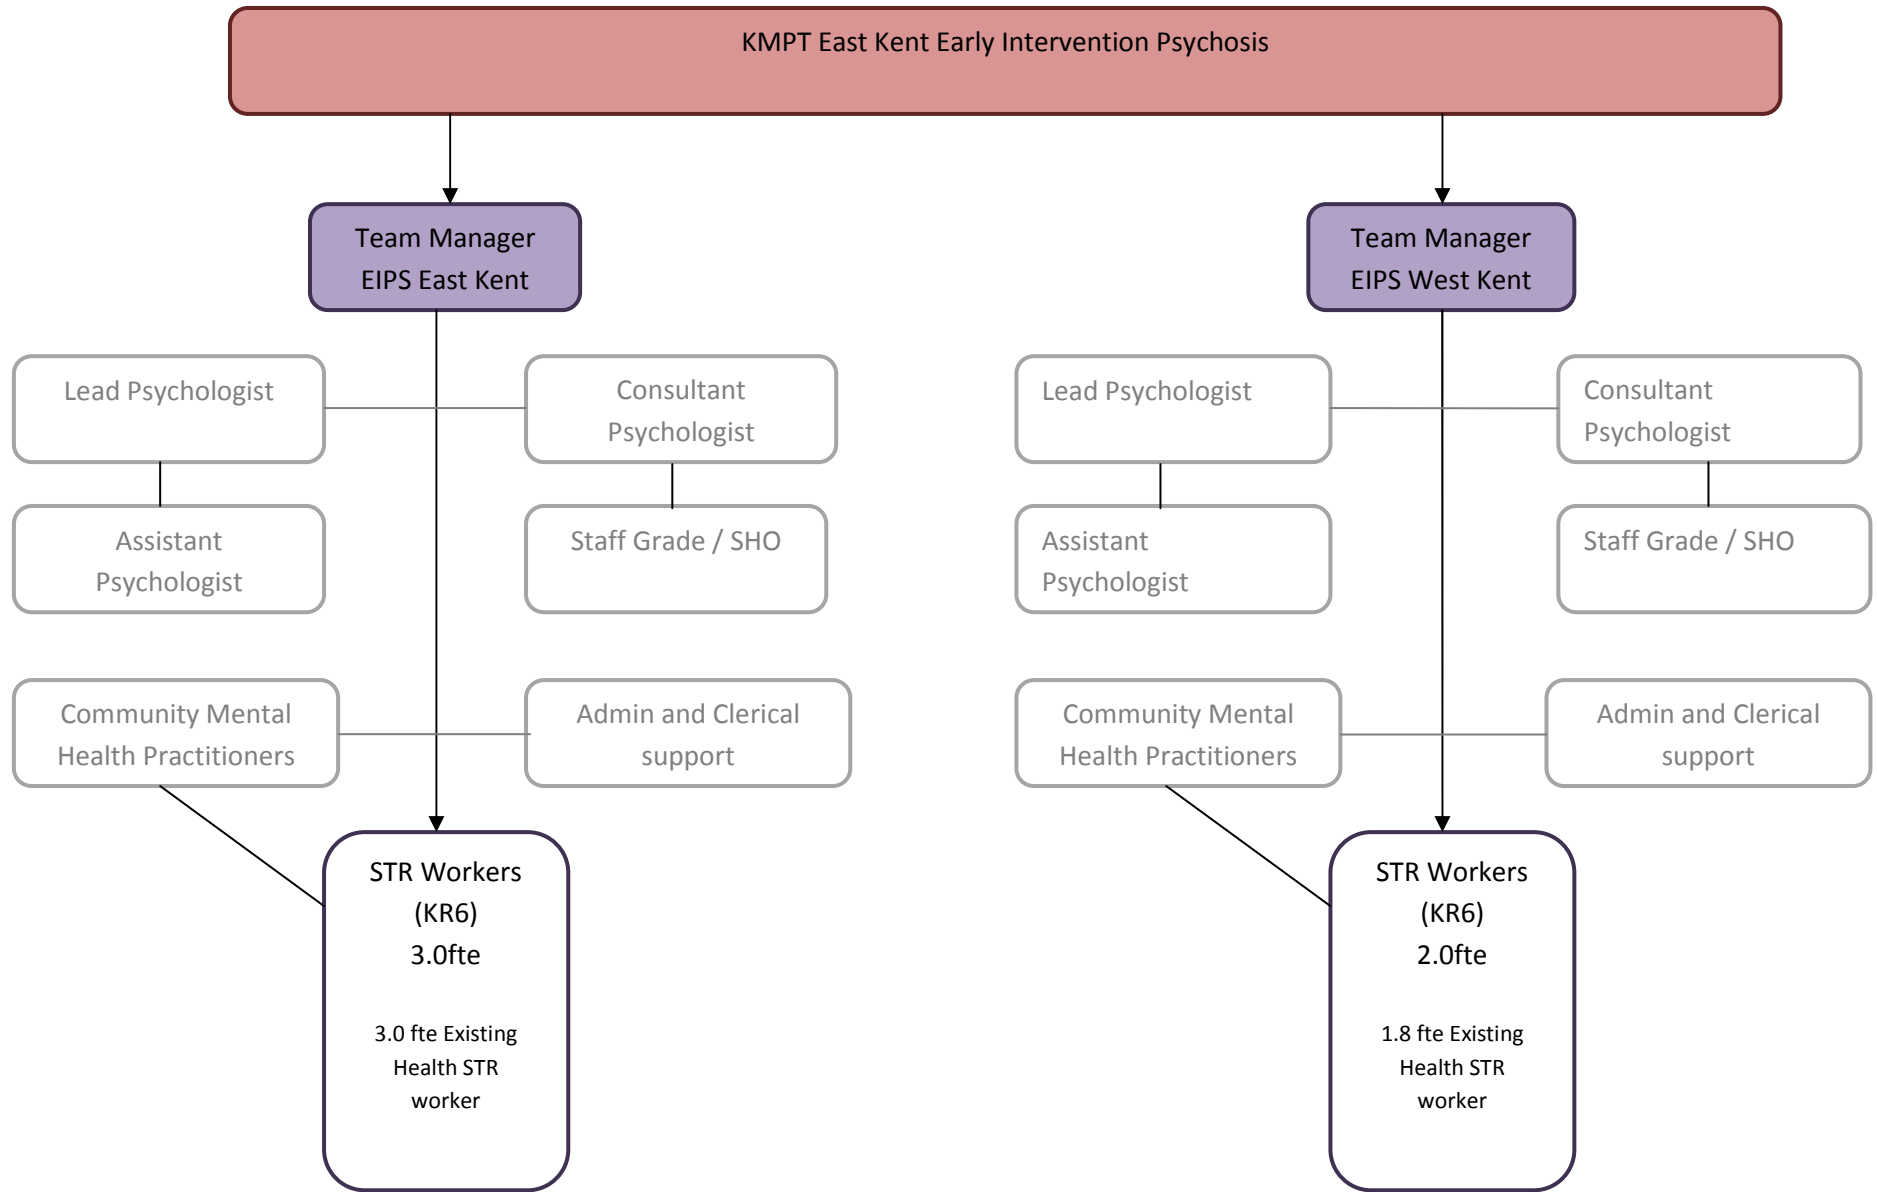 KMPT East Kent Early Intervention Psychosis
Team Manager
EIPS East Kent
Team Manager
EIPS West Kent
Lead Psychologist
Consultant
Psychologist
Lead Psychologist
Consultant
Psychologist
Assistant
Psychologist
Staff Grade / SHO
Assistant
Psychologist
Staff Grade / SHO
Community Mental
Health Practitioners
Admin and Clerical
support
Community Mental
Health Practitioners
Admin and Clerical
support
STR Workers
(KR6)
3.0fte
3.0 fte Existing
Health STR
worker
STR Workers
(KR6)
2.0fte
1.8 fte Existing
Health STR
worker